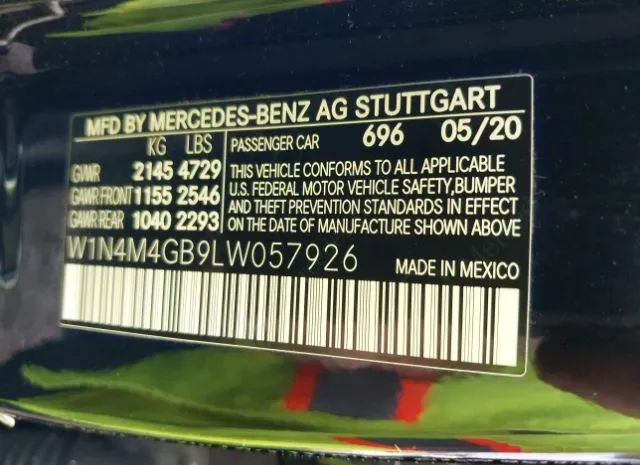 MFD BY MERCEDES-BENZ AG STUTTGART
KG LBS
GVWR 2145 4729
GAWR FRONT 1155 2546
GAWR REAR 1040 2293
PASSENGER CAR 696 05/20
THIS VEHICLE CONFORMS TO ALL APPLICABLE
U.S. FEDERAL MOTOR VEHICLE SAFETY,BUMPER
AND THEFT PREVENTION STANDARDS IN EFFECT
ON DATE OF MANUFACTURE SHOWN ABOVE
W1N4M4GB9LW057926
MADE IN MEXICO